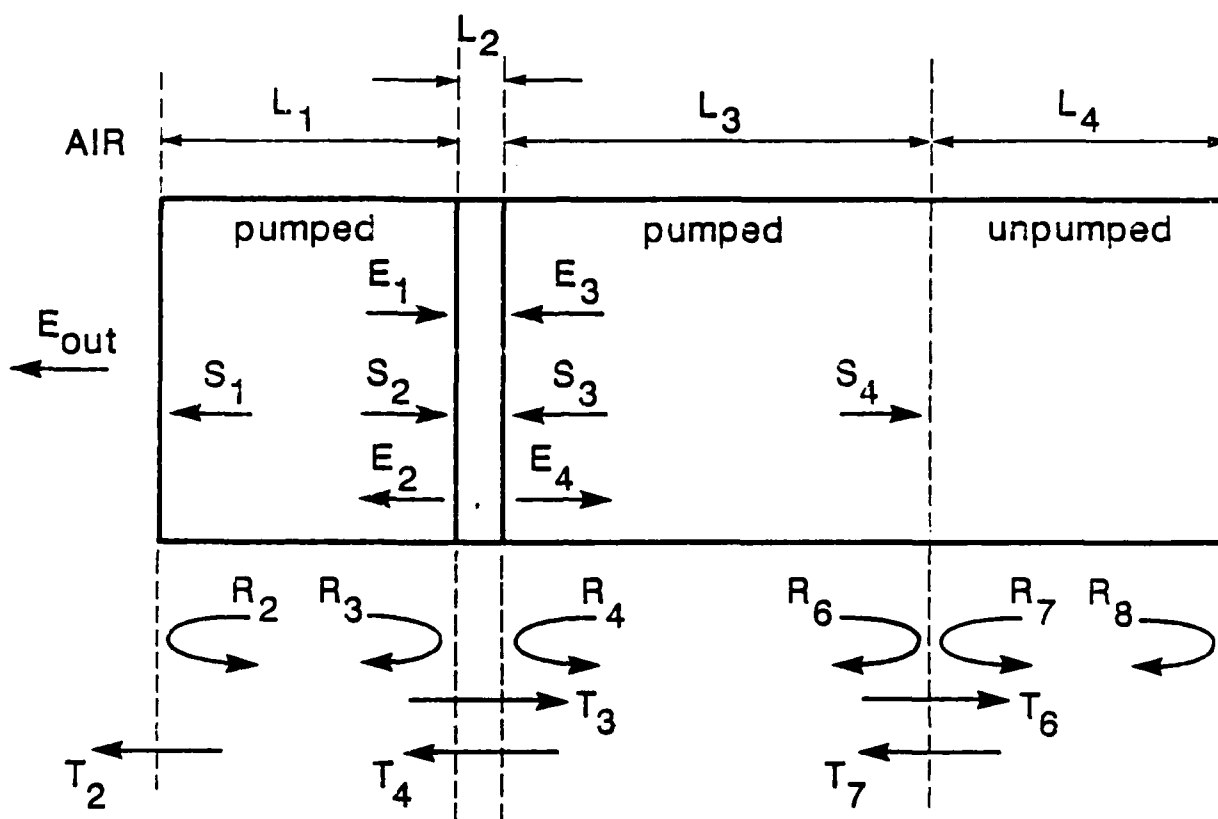 L2
L1 L3 L4
AIR
pumped pumped unpumped
E1 E3
Eout
S1 S2 S3 S4
E2 E4
R2 R3 R4 R6 R7 R8
T3 T6
T2 T4 T7